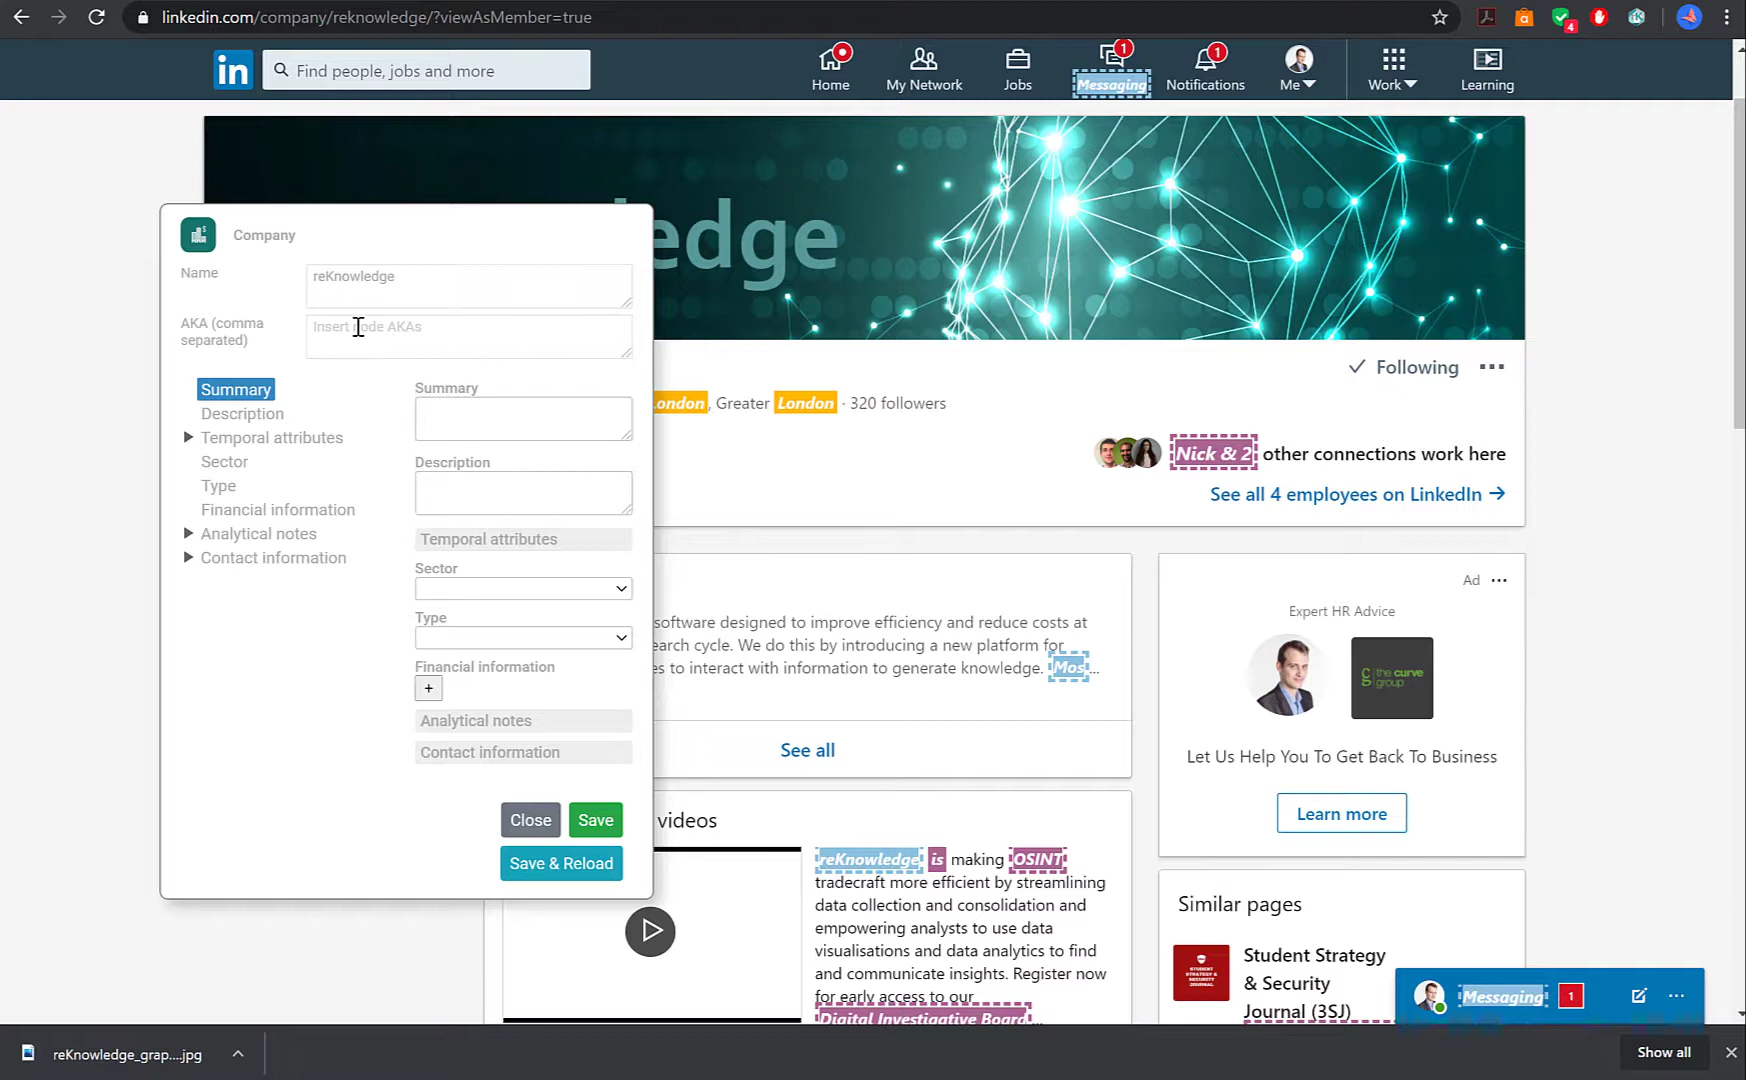 linkedin.com/company/reknowledge/?viewAsMember=true
4
in
Find people, jobs and more
Home
My Network
Jobs
1
Messaging
1
Notifications
Me
Work
Learning
edge
Company
Name
reKnowledge
AKA (comma
separated)
Insert node AKAs
Summary
Description
Temporal attributes
Sector
Type
Financial information
Analytical notes
Contact information
Summary
Description
Temporal attributes
Sector
Type
Financial information
+
Analytical notes
Contact information
Close
Save
Save & Reload
Following
ondon, Greater London · 320 followers
Nick & 2 other connections work here
See all 4 employees on LinkedIn
software designed to improve efficiency and reduce costs at
earch cycle. We do this by introducing a new platform for
es to interact with information to generate knowledge. Mos...
See all
videos
reKnowledge is making OSINT
tradecraft more efficient by streamlining
data collection and consolidation and
empowering analysts to use data
visualisations and data analytics to find
and communicate insights. Register now
for early access to our
Digital Investigative Board...
Ad
Expert HR Advice
cg the curve
group
Let Us Help You To Get Back To Business
Learn more
Similar pages
Student Strategy
& Security
Journal (3SJ)
Messaging
1
reKnowledge_grap....jpg
Show all